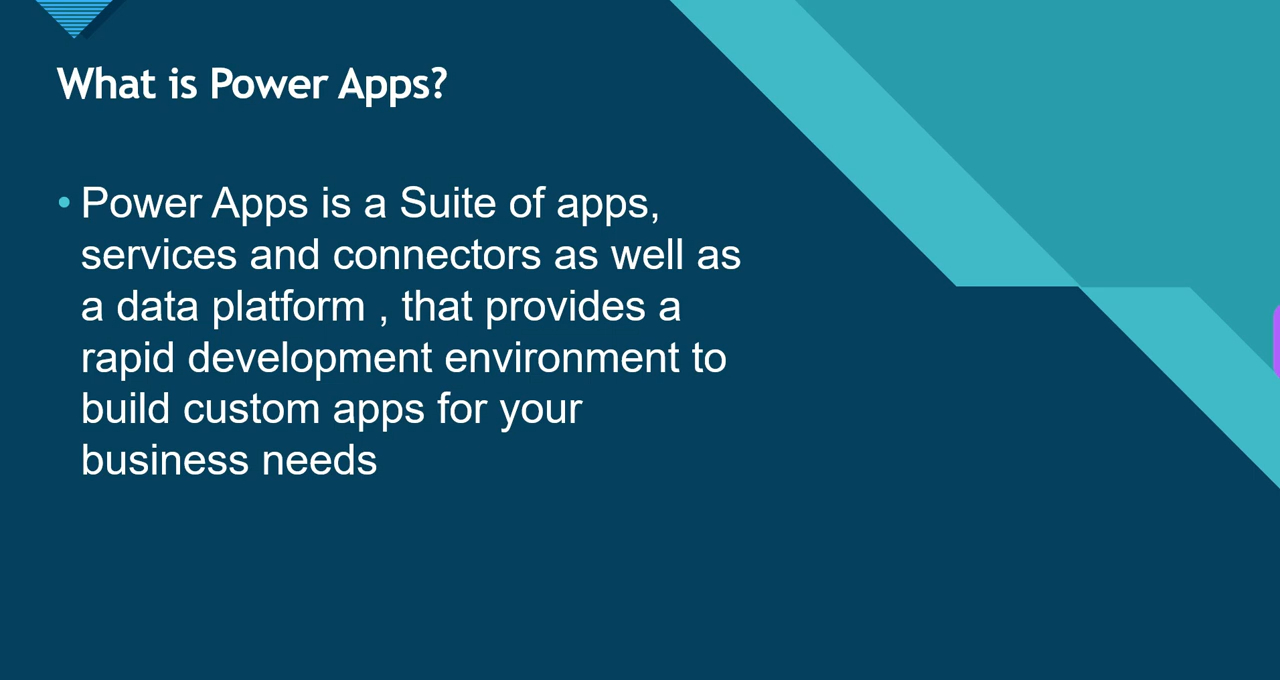 What is Power Apps?
• Power Apps is a Suite of apps,
services and connectors as well as
a data platform , that provides a
rapid development environment to
build custom apps for your
business needs